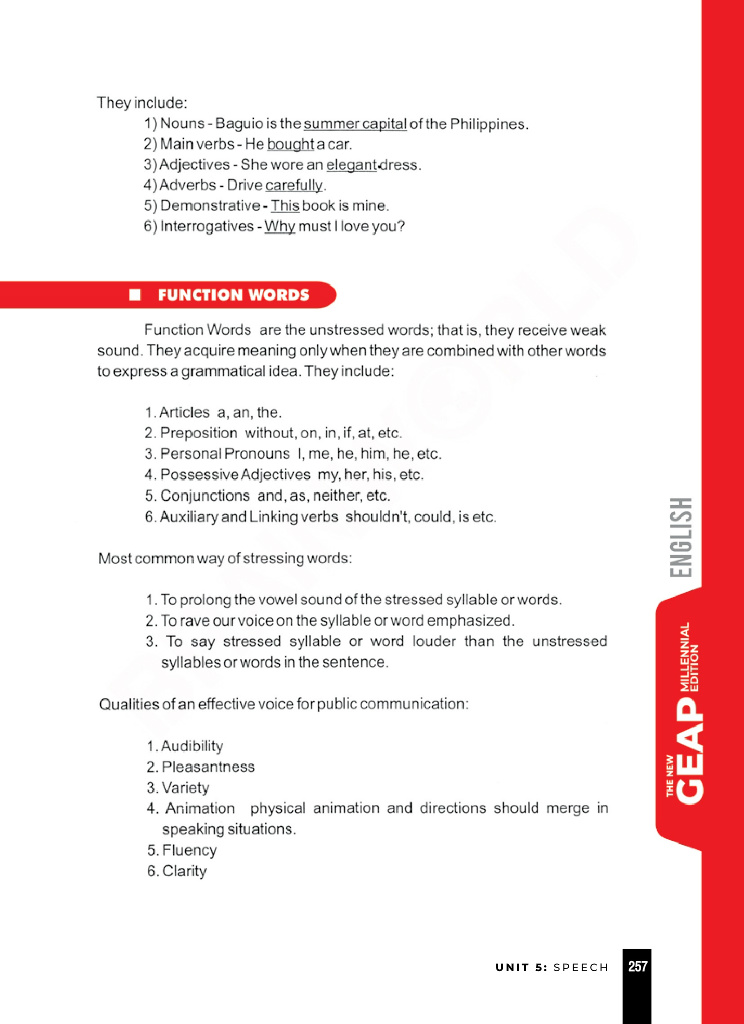 They include:
1) Nouns - Baguio is the summer capital of the Philippines.
2) Main verbs - He bought a car.
3) Adjectives - She wore an elegant dress.
4) Adverbs - Drive carefully.
5) Demonstrative - This book is mine.
6) Interrogatives - Why must I love you?
FUNCTION WORDS
Function Words are the unstressed words; that is, they receive weak
sound. They acquire meaning only when they are combined with other words
to express a grammatical idea. They include:
1. Articles a, an, the.
2. Preposition without, on, in, if, at, etc.
3. Personal Pronouns I, me, he, him, he, etc.
4. Possessive Adjectives my, her, his, etc.
5. Conjunctions and, as, neither, etc.
6. Auxiliary and Linking verbs shouldn't, could, is etc.
Most common way of stressing words:
1. To prolong the vowel sound of the stressed syllable or words.
2. To rave our voice on the syllable or word emphasized.
3. To say stressed syllable or word louder than the unstressed
syllables or words in the sentence.
Qualities of an effective voice for public communication:
1. Audibility
2. Pleasantness
3. Variety
4. Animation physical animation and directions should merge in
speaking situations.
5. Fluency
6. Clarity
ENGLISH
THE NEW
GEAP
MILLENNIAL
EDITION
UNIT 5: SPEECH 257